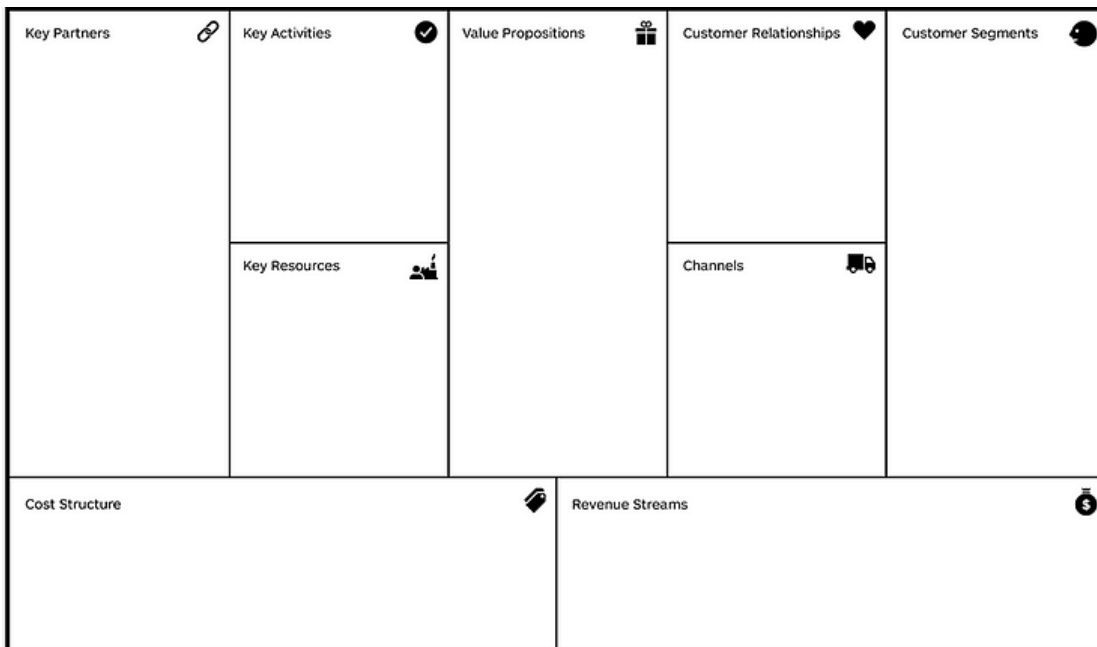 Key Partners
Key Activities
Value Propositions
Customer Relationships
Customer Segments
Key Resources
Channels
Cost Structure
Revenue Streams
$